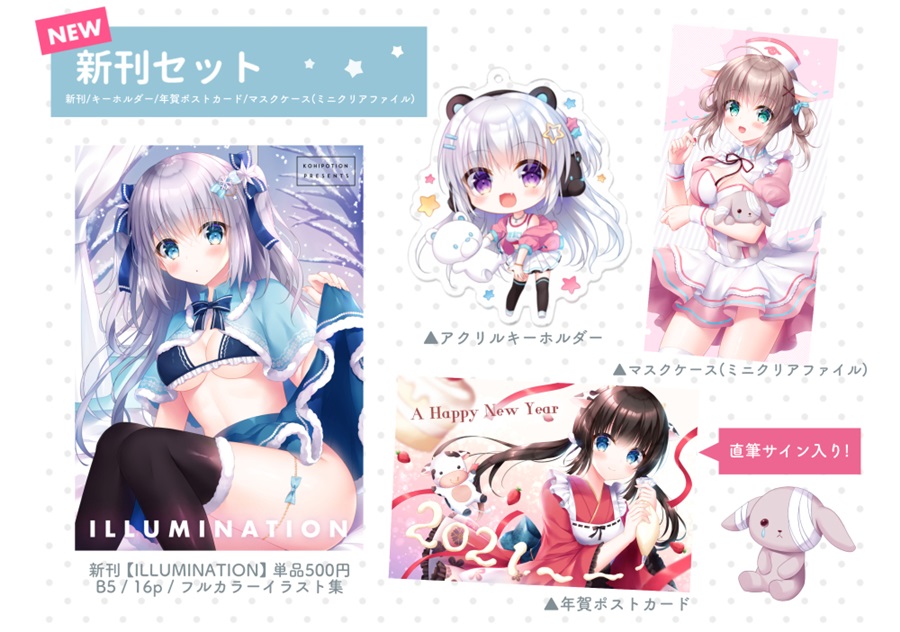 NEW
新刊セット
新刊/キーホルダー/年賀ポストカード/マスクケース(ミニクリアファイル)
KOHIPOTION
PRESENTS
ILLUMINATION
新刊【ILLUMINATION】単品500円
B5 / 16p / フルカラーイラスト集
▲アクリルキーホルダー
▲マスクケース(ミニクリアファイル)
A Happy New Year
2021
直筆サイン入り!
▲年賀ポストカード